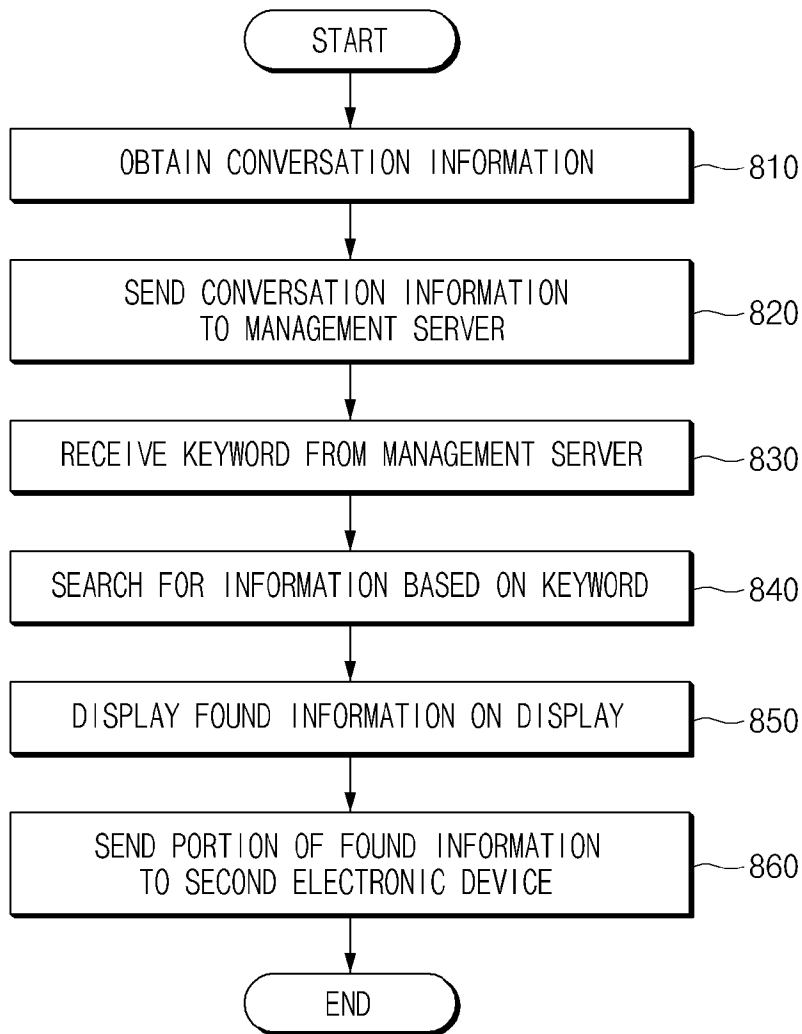 START
OBTAIN CONVERSATION INFORMATION
810
SEND CONVERSATION INFORMATION
TO MANAGEMENT SERVER
820
RECEIVE KEYWORD FROM MANAGEMENT SERVER
830
SEARCH FOR INFORMATION BASED ON KEYWORD
840
DISPLAY FOUND INFORMATION ON DISPLAY
850
SEND PORTION OF FOUND INFORMATION
TO SECOND ELECTRONIC DEVICE
860
END